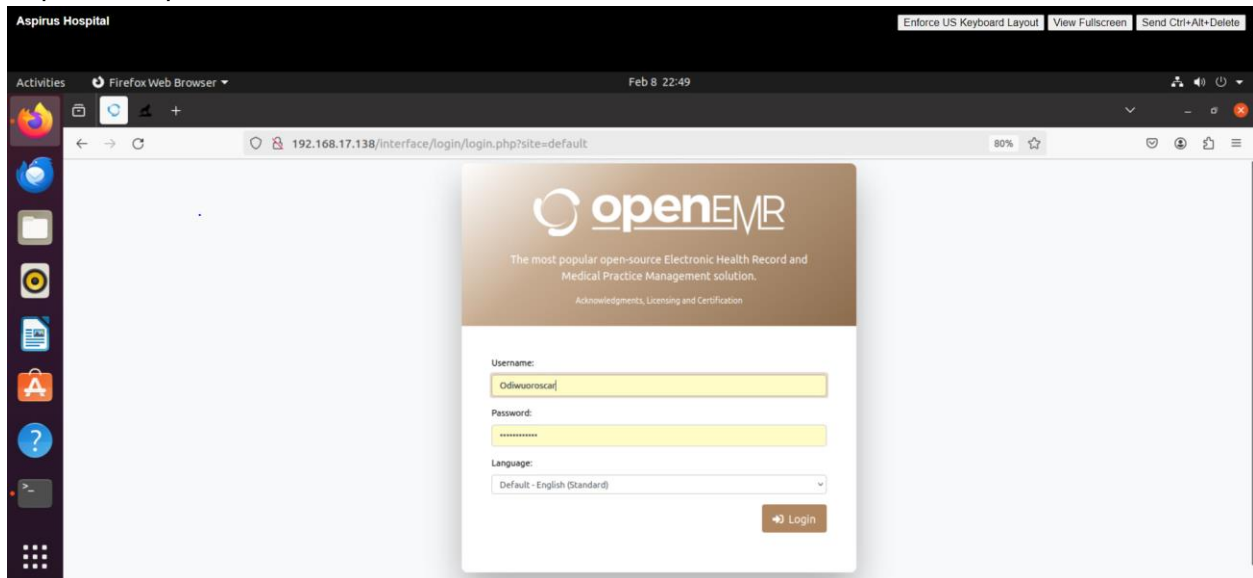 Aspirus Hospital
Enforce US Keyboard Layout View Fullscreen Send Ctrl+Alt+Delete
Activities Firefox Web Browser Feb 8 22:49
192.168.17.138/interface/login/login.php?site=default 80%
openEMR
The most popular open-source Electronic Health Record and
Medical Practice Management solution.
Acknowledgments, Licensing and Certification
Username:
Odiwuoroscar
Password:
************
Language:
Default - English (Standard)
Login